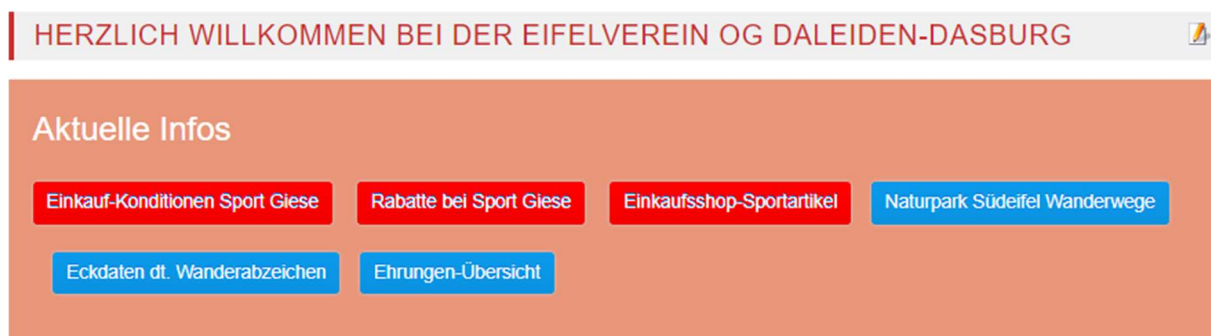 HERZLICH WILLKOMMEN BEI DER EIFELVEREIN OG DALEIDEN-DASBURG
Aktuelle Infos
Einkauf-Konditionen Sport Giese Rabatte bei Sport Giese Einkaufsshop-Sportartikel Naturpark Südeifel Wanderwege
Eckdaten dt. Wanderabzeichen Ehrungen-Übersicht